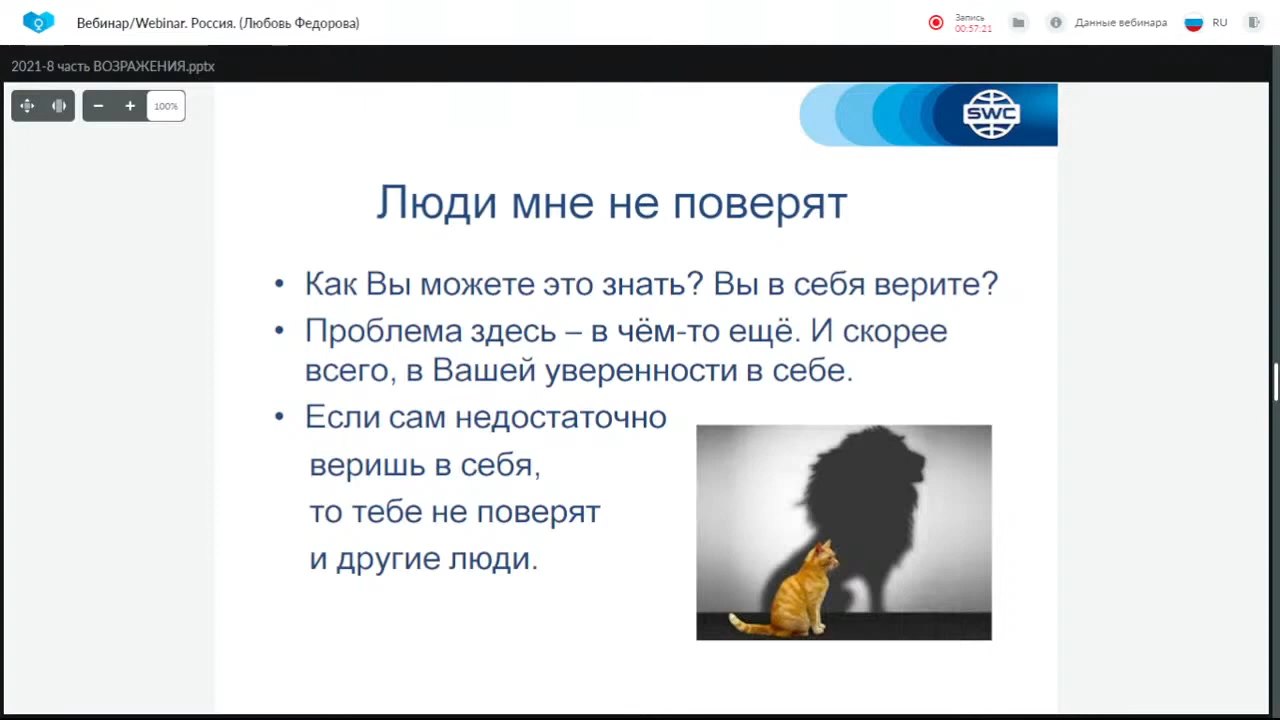 Вебинар/Webinar. Россия. (Любовь Федорова)
Запись
00:57:21
Данные вебинара
RU
2021-8 часть ВОЗРАЖЕНИЯ.pptx
100%
SWC
Люди мне не поверят
• Как Вы можете это знать? Вы в себя верите?
• Проблема здесь – в чём-то ещё. И скорее
всего, в Вашей уверенности в себе.
• Если сам недостаточно
веришь в себя,
то тебе не поверят
и другие люди.